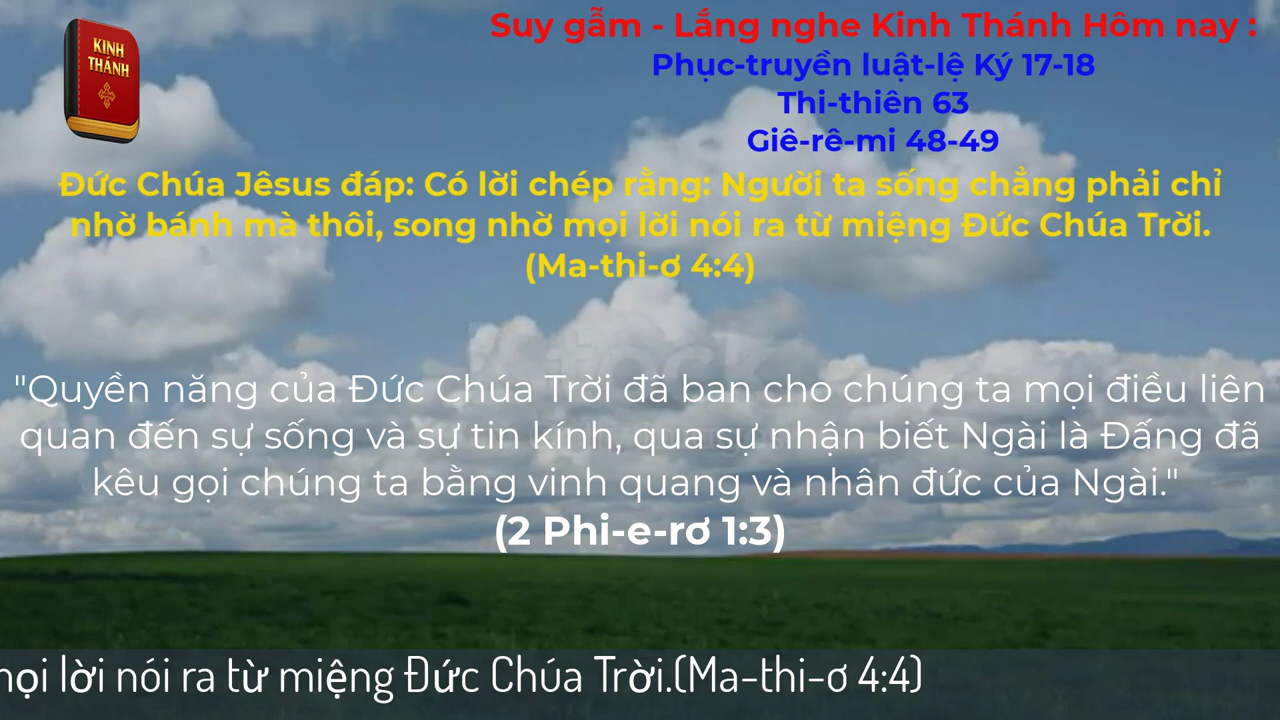 KINH
THÁNH
Suy gẫm - Lắng nghe Kinh Thánh Hôm nay :
Phục-truyền luật-lệ Ký 17-18
Thi-thiên 63
Giê-rê-mi 48-49
Đức Chúa Jêsus đáp: Có lời chép rằng: Người ta sống chẳng phải chỉ
nhờ bánh mà thôi, song nhờ mọi lời nói ra từ miệng Đức Chúa Trời.
(Ma-thi-ơ 4:4)
"Quyền năng của Đức Chúa Trời đã ban cho chúng ta mọi điều liên
quan đến sự sống và sự tin kính, qua sự nhận biết Ngài là Đấng đã
kêu gọi chúng ta bằng vinh quang và nhân đức của Ngài."
(2 Phi-e-rơ 1:3)
mọi lời nói ra từ miệng Đức Chúa Trời.(Ma-thi-ơ 4:4)